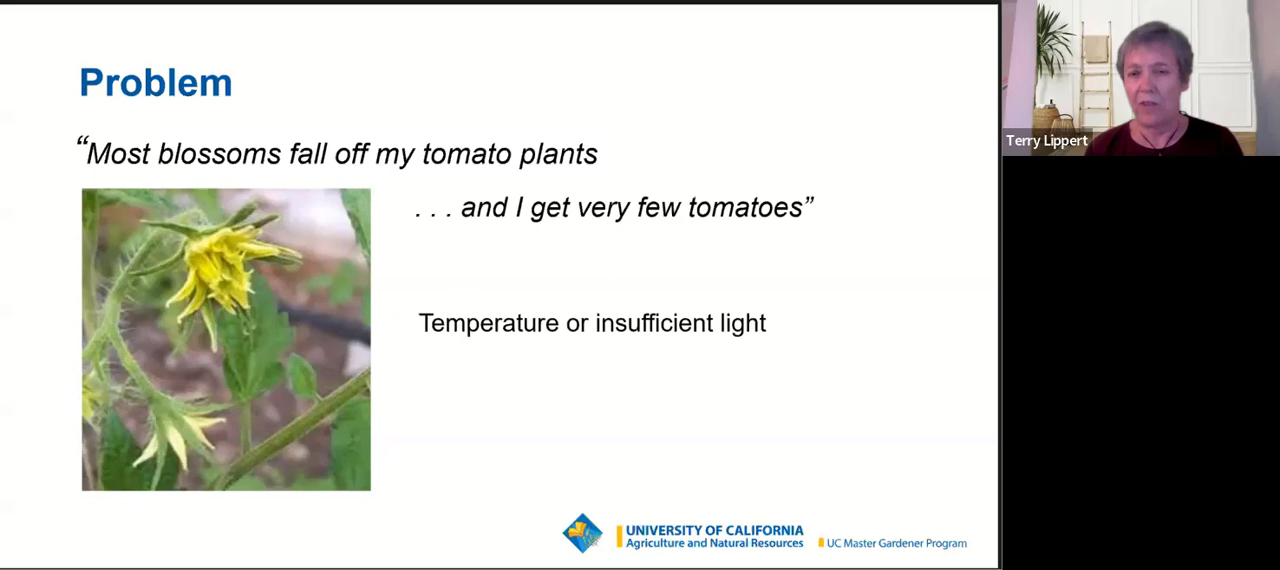 Problem
“Most blossoms fall off my tomato plants
. . . and I get very few tomatoes”
Temperature or insufficient light
UNIVERSITY OF CALIFORNIA
Agriculture and Natural Resources
UC Master Gardener Program
Terry Lippert